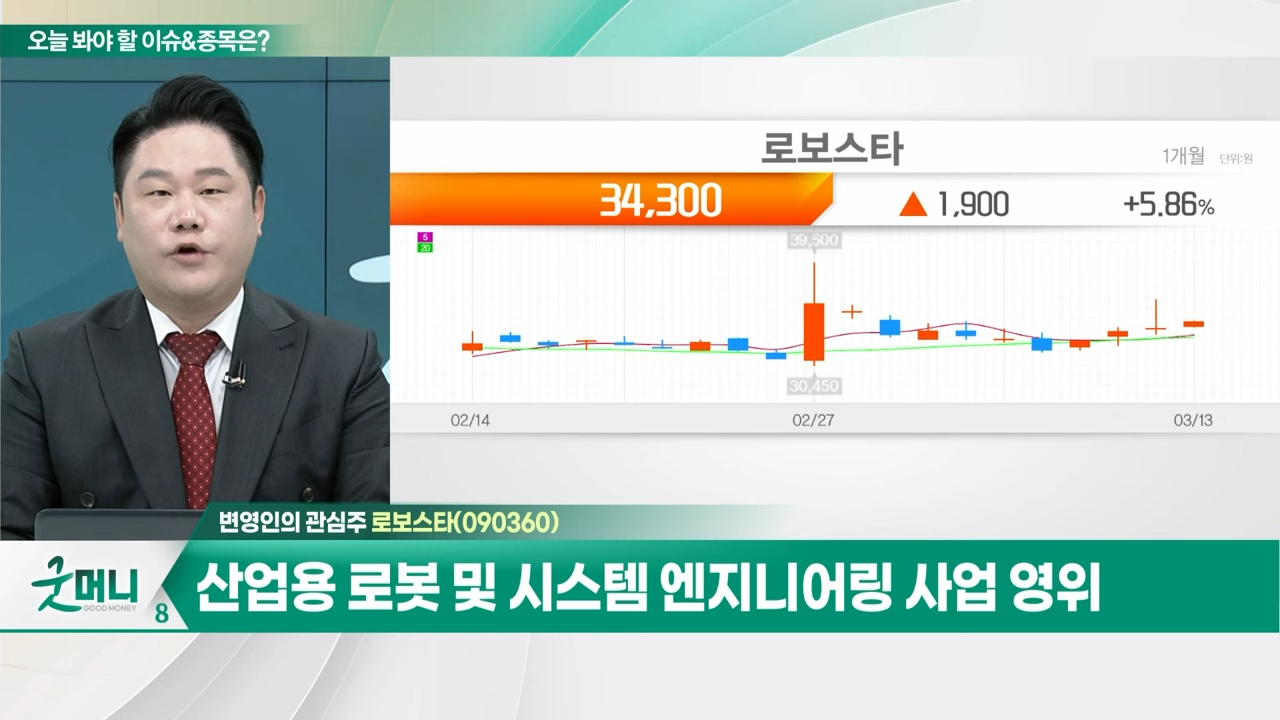 오늘 봐야 할 이슈&종목은?
로보스타
1개월 단위:원
34,300 ▲ 1,900 +5.86%
5
20
39,500
30,450
02/14 02/27 03/13
변영인의 관심주 로보스타(090360)
산업용 로봇 및 시스템 엔지니어링 사업 영위
굿머니
GOOD MONEY
8